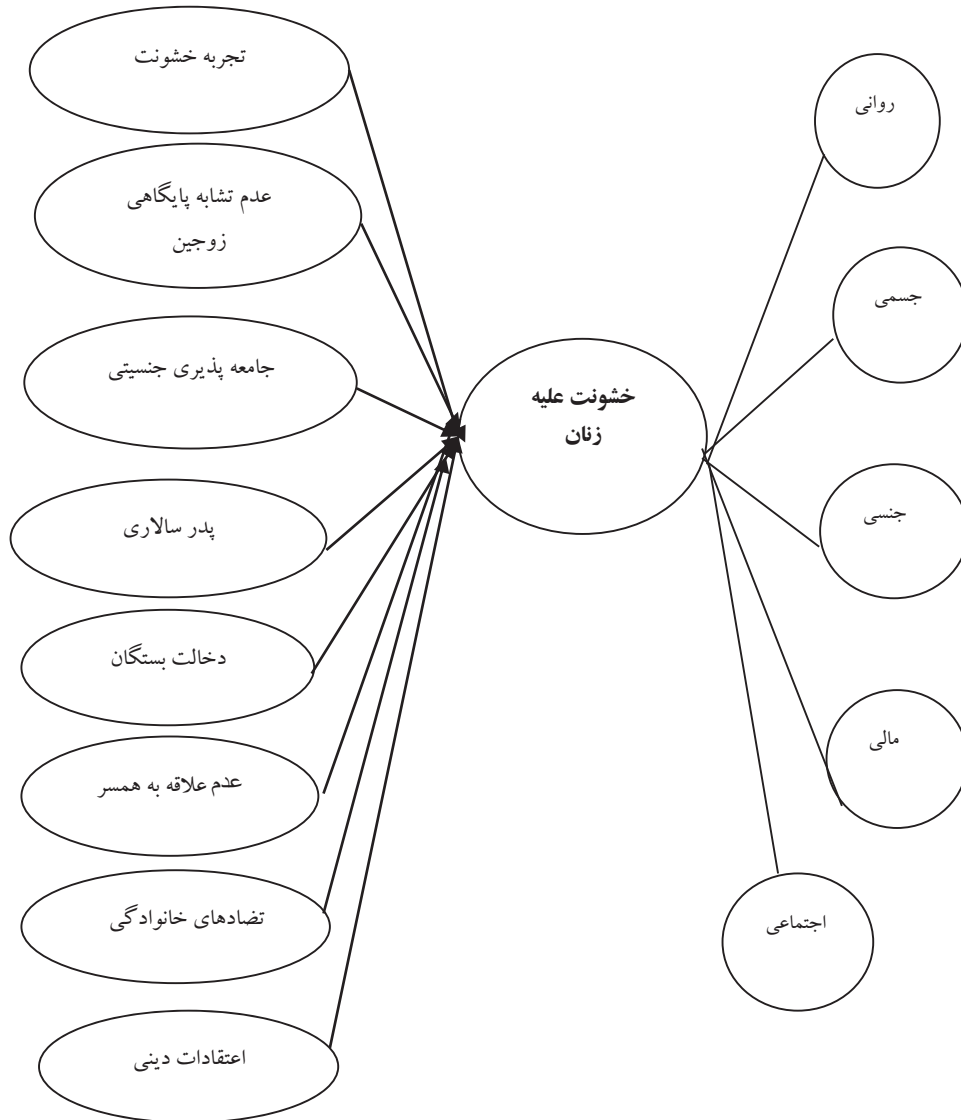 تجربه خشونت
عدم تشابه پایگاهی
زوجین
جامعه پذیری جنسیتی
پدر سالاری
دخالت بستگان
عدم علاقه به همسر
تضادهای خانوادگی
اعتقادات دینی
خشونت علیه
زنان
روانی
جسمی
جنسی
مالی
اجتماعی